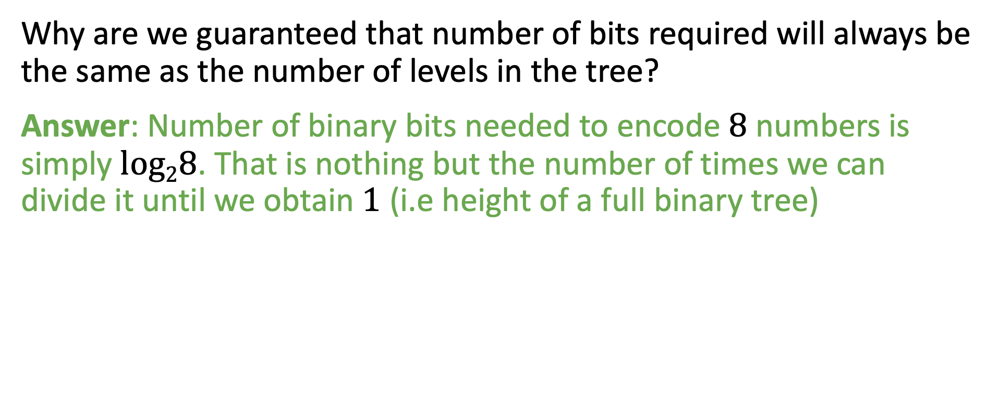 Why are we guaranteed that number of bits required will always be
the same as the number of levels in the tree?
Answer: Number of binary bits needed to encode 8 numbers is
simply log₂8. That is nothing but the number of times we can
divide it until we obtain 1 (i.e height of a full binary tree)